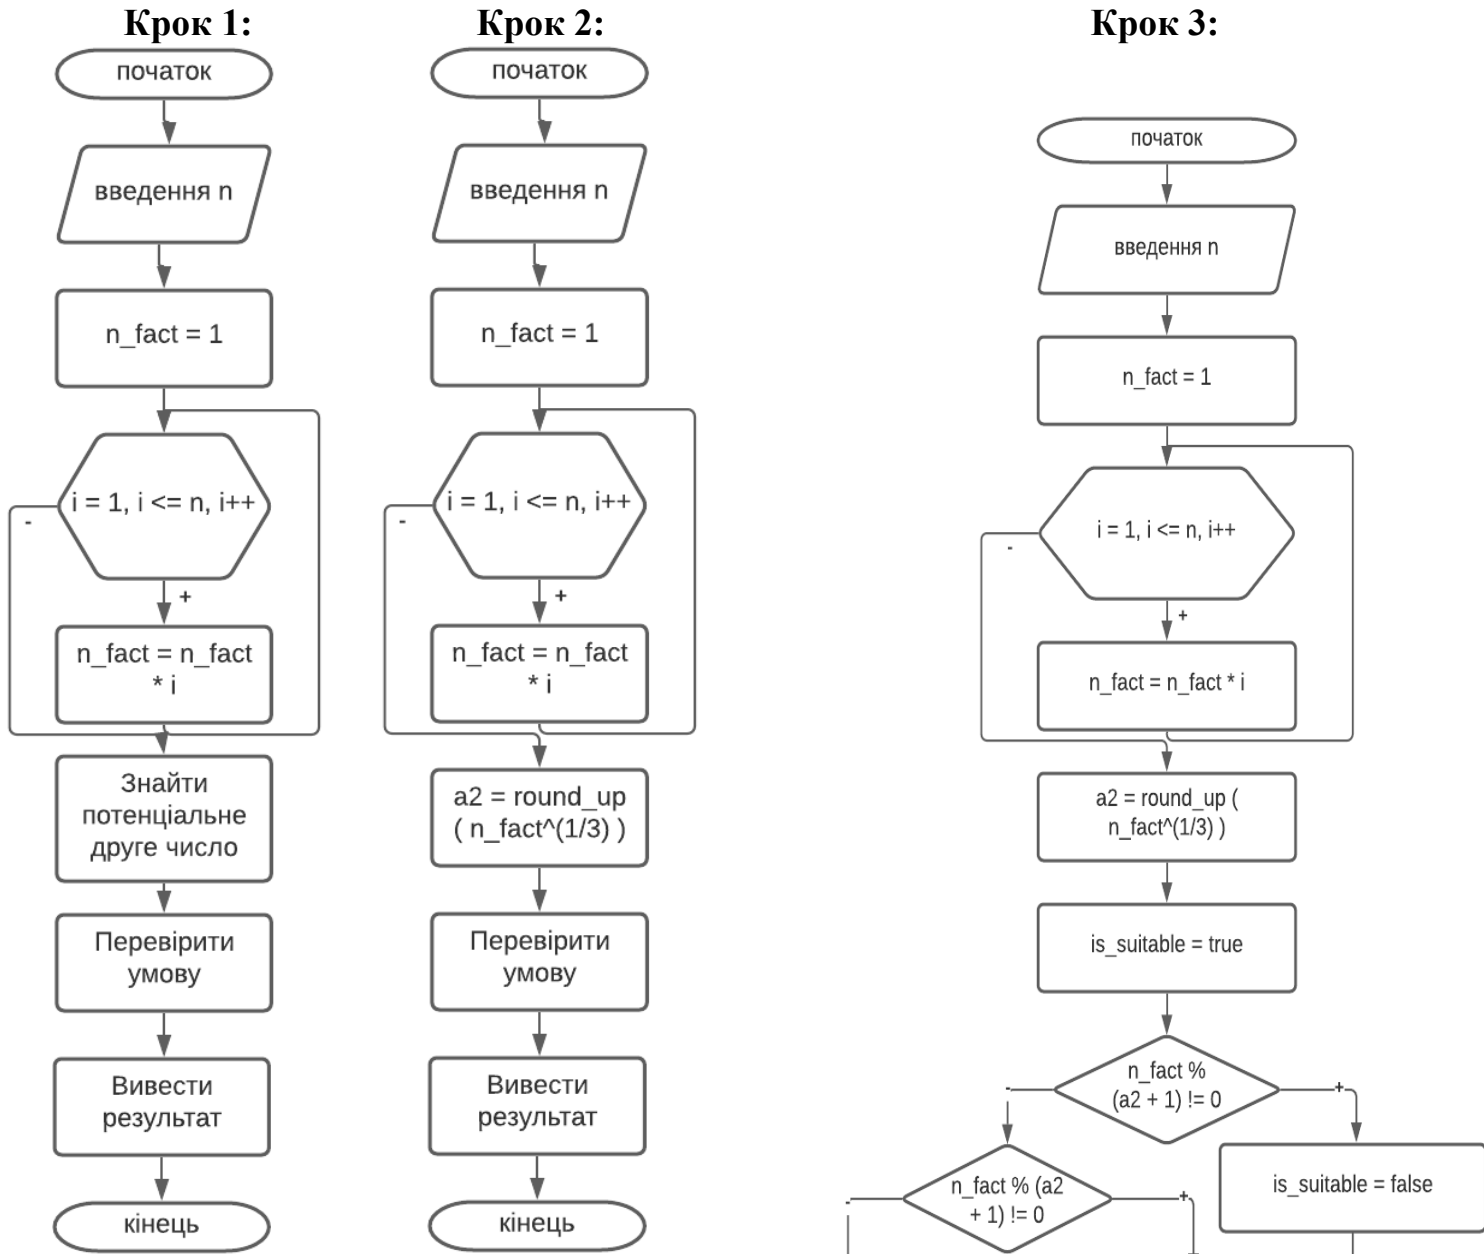 Крок 1:
початок
введення n
n_fact = 1
i = 1, i <= n, i++
-
+
n_fact = n_fact
* i
Знайти
потенціальне
друге число
Перевірити
умову
Вивести
результат
кінець
Крок 2:
початок
введення n
n_fact = 1
i = 1, i <= n, i++
-
+
n_fact = n_fact
* i
a2 = round_up
( n_fact^(1/3) )
Перевірити
умову
Вивести
результат
кінець
Крок 3:
початок
введення n
n_fact = 1
i = 1, i <= n, i++
-
+
n_fact = n_fact * i
a2 = round_up (
n_fact^(1/3) )
is_suitable = true
n_fact %
(a2 + 1) != 0
-
+
n_fact % (a2
+ 1) != 0
-
+
is_suitable = false